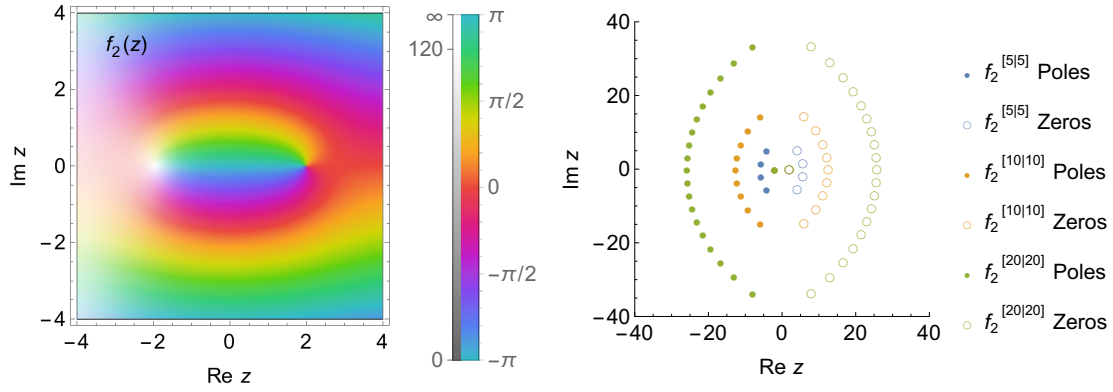 f₂(z)
4
2
0
−2
−4
−4
−2
0
2
4
Im z
Re z
∞
120
0
π
π/2
0
−π/2
−π
40
20
0
−20
−40
−40
−20
0
20
40
Im z
Re z
f₂^[5|5] Poles
f₂^[5|5] Zeros
f₂^[10|10] Poles
f₂^[10|10] Zeros
f₂^[20|20] Poles
f₂^[20|20] Zeros